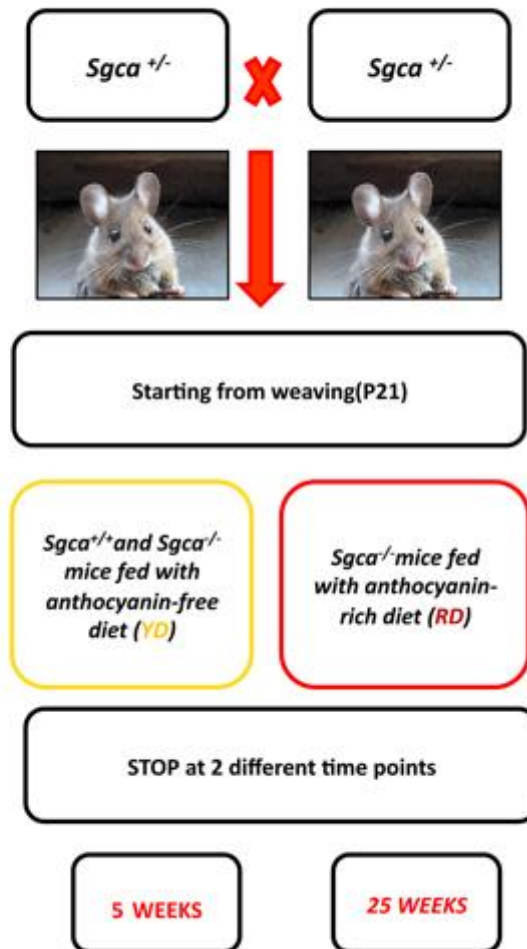 Sgca +/-
Sgca +/-
Starting from weaving(P21)
Sgca+/+and Sgca-/-
mice fed with
anthocyanin-free
diet (YD)
Sgca-/-mice fed
with anthocyanin-
rich diet (RD)
STOP at 2 different time points
5 WEEKS
25 WEEKS